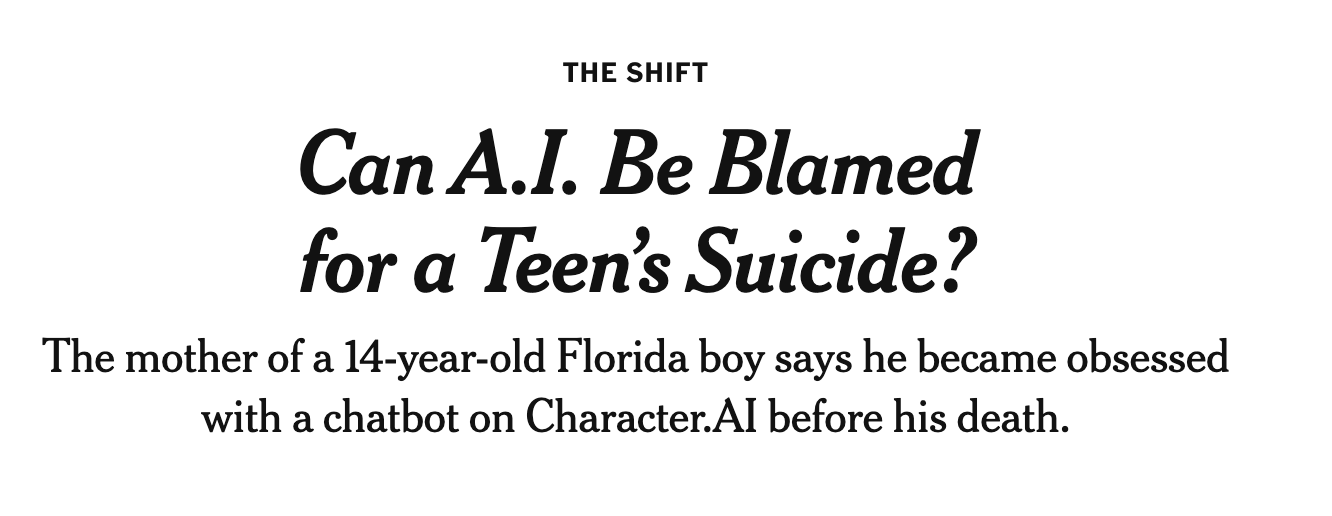 THE SHIFT
Can A.I. Be Blamed
for a Teen’s Suicide?
The mother of a 14-year-old Florida boy says he became obsessed
with a chatbot on Character.AI before his death.